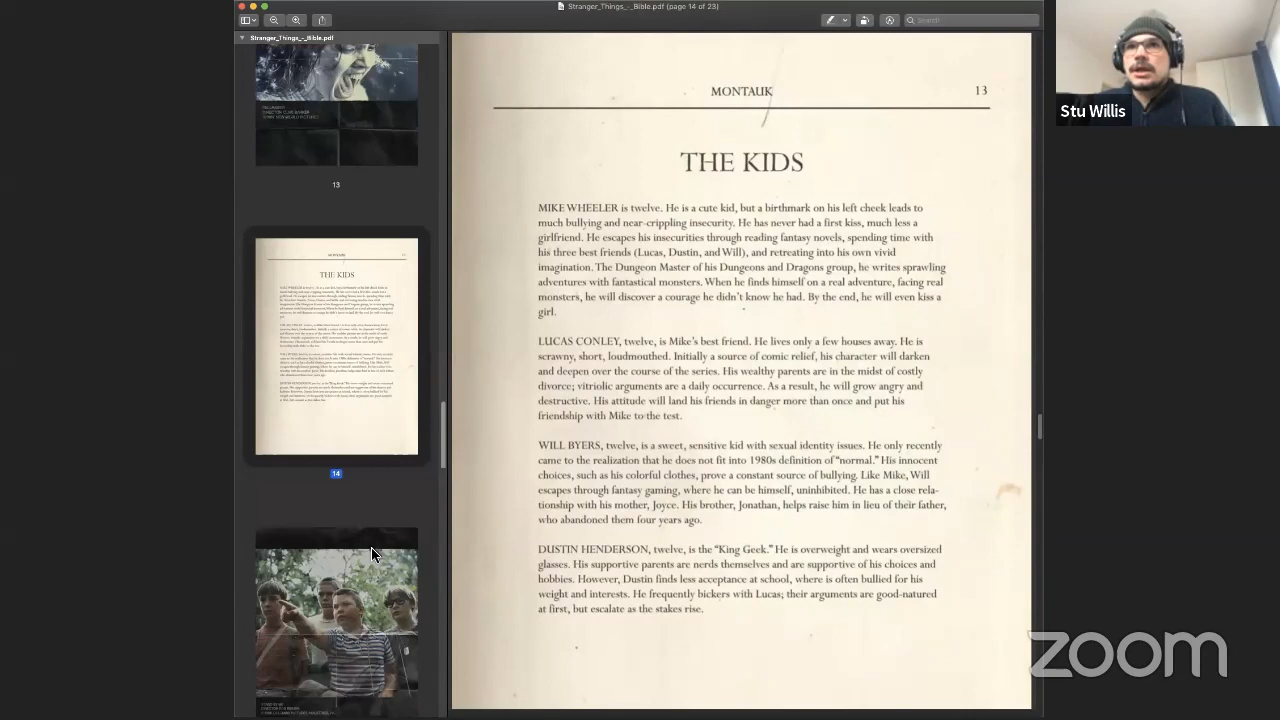 Stranger_Things_-_Bible.pdf (page 14 of 23)
Search
Stranger_Things_-_Bible.pdf
13
MONTAUK
THE KIDS
14
MONTAUK 13
THE KIDS
MIKE WHEELER is twelve. He is a cute kid, but a birthmark on his left cheek leads to
much bullying and near-crippling insecurity. He has never had a first kiss, much less a
girlfriend. He escapes his insecurities through reading fantasy novels, spending time with
his three best friends (Lucas, Dustin, and Will), and retreating into his own vivid
imagination. The Dungeon Master of his Dungeons and Dragons group, he writes sprawling
adventures with fantastical monsters. When he finds himself on a real adventure, facing real
monsters, he will discover a courage he didn't know he had. By the end, he will even kiss a
girl.
LUCAS CONLEY, twelve, is Mike's best friend. He lives only a few houses away. He is
scrawny, short, loudmouthed. Initially a source of comic relief, his character will darken
and deepen over the course of the series. His wealthy parents are in the midst of costly
divorce; vitriolic arguments are a daily occurrence. As a result, he will grow angry and
destructive. His attitude will land his friends in danger more than once and put his
friendship with Mike to the test.
WILL BYERS, twelve, is a sweet, sensitive kid with sexual identity issues. He only recently
came to the realization that he does not fit into 1980s definition of "normal." His innocent
choices, such as his colorful clothes, prove a constant source of bullying. Like Mike, Will
escapes through fantasy gaming, where he can be himself, uninhibited. He has a close rela-
tionship with his mother, Joyce. His brother, Jonathan, helps raise him in lieu of their father,
who abandoned them four years ago.
DUSTIN HENDERSON, twelve, is the "King Geek." He is overweight and wears oversized
glasses. His supportive parents are nerds themselves and are supportive of his choices and
hobbies. However, Dustin finds less acceptance at school, where is often bullied for his
weight and interests. He frequently bickers with Lucas; their arguments are good-natured
at first, but escalate as the stakes rise.
Stu Willis
zoom